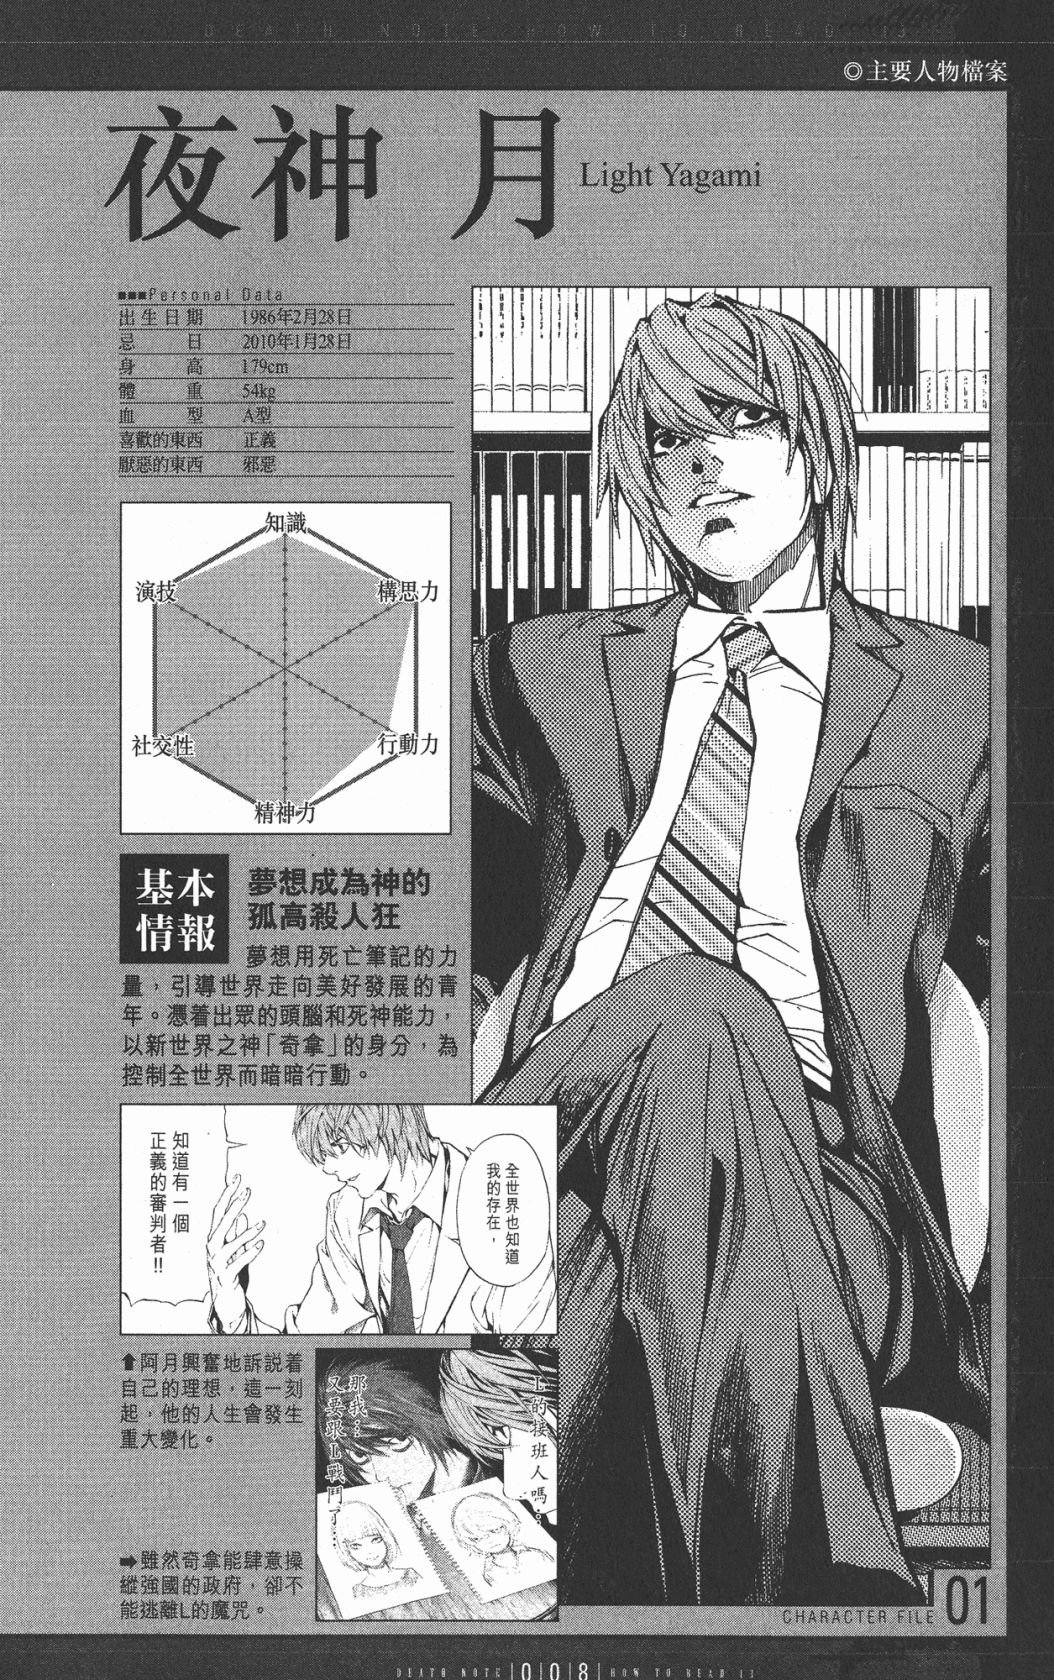 DEATH NOTE HOW TO READ 13
◎主要人物檔案
夜神 月 Light Yagami
■■■Personal Data
出生日期 1986年2月28日
忌日 2010年1月28日
身高 179cm
體重 54kg
血型 A型
喜歡的東西 正義
厭惡的東西 邪惡
知識
演技
構思力
社交性
行動力
精神力
基本
情報
夢想成為神的
孤高殺人狂
夢想用死亡筆記的力
量，引導世界走向美好發展的青
年。憑着出眾的頭腦和死神能力，
以新世界之神「奇拿」的身分，為
控制全世界而暗暗行動。
全世界也知道
我的存在，
知道有一個
正義的審判者!!
⬆阿月興奮地訴說着
自己的理想，這一刻
起，他的人生會發生
重大變化。
L的接班人嗎…
那我…
又要跟L戰鬥了…
➡雖然奇拿能肆意操
縱強國的政府，卻不
能逃離L的魔咒。
CHARACTER FILE 01
DEATH NOTE |0|0|8| HOW TO READ 13